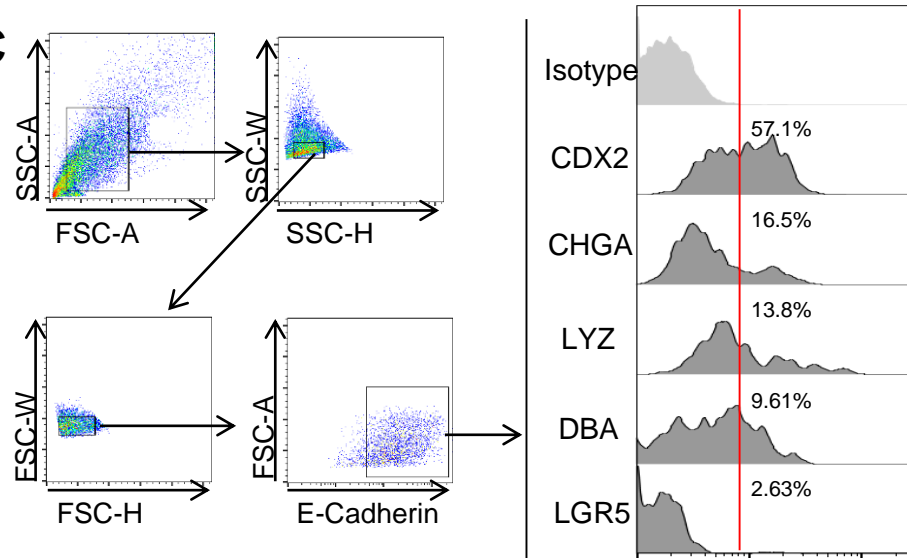 C
SSC-A
FSC-A
SSC-W
SSC-H
FSC-W
FSC-H
FSC-A
E-Cadherin
Isotype
CDX2
57.1%
CHGA
16.5%
LYZ
13.8%
DBA
9.61%
LGR5
2.63%